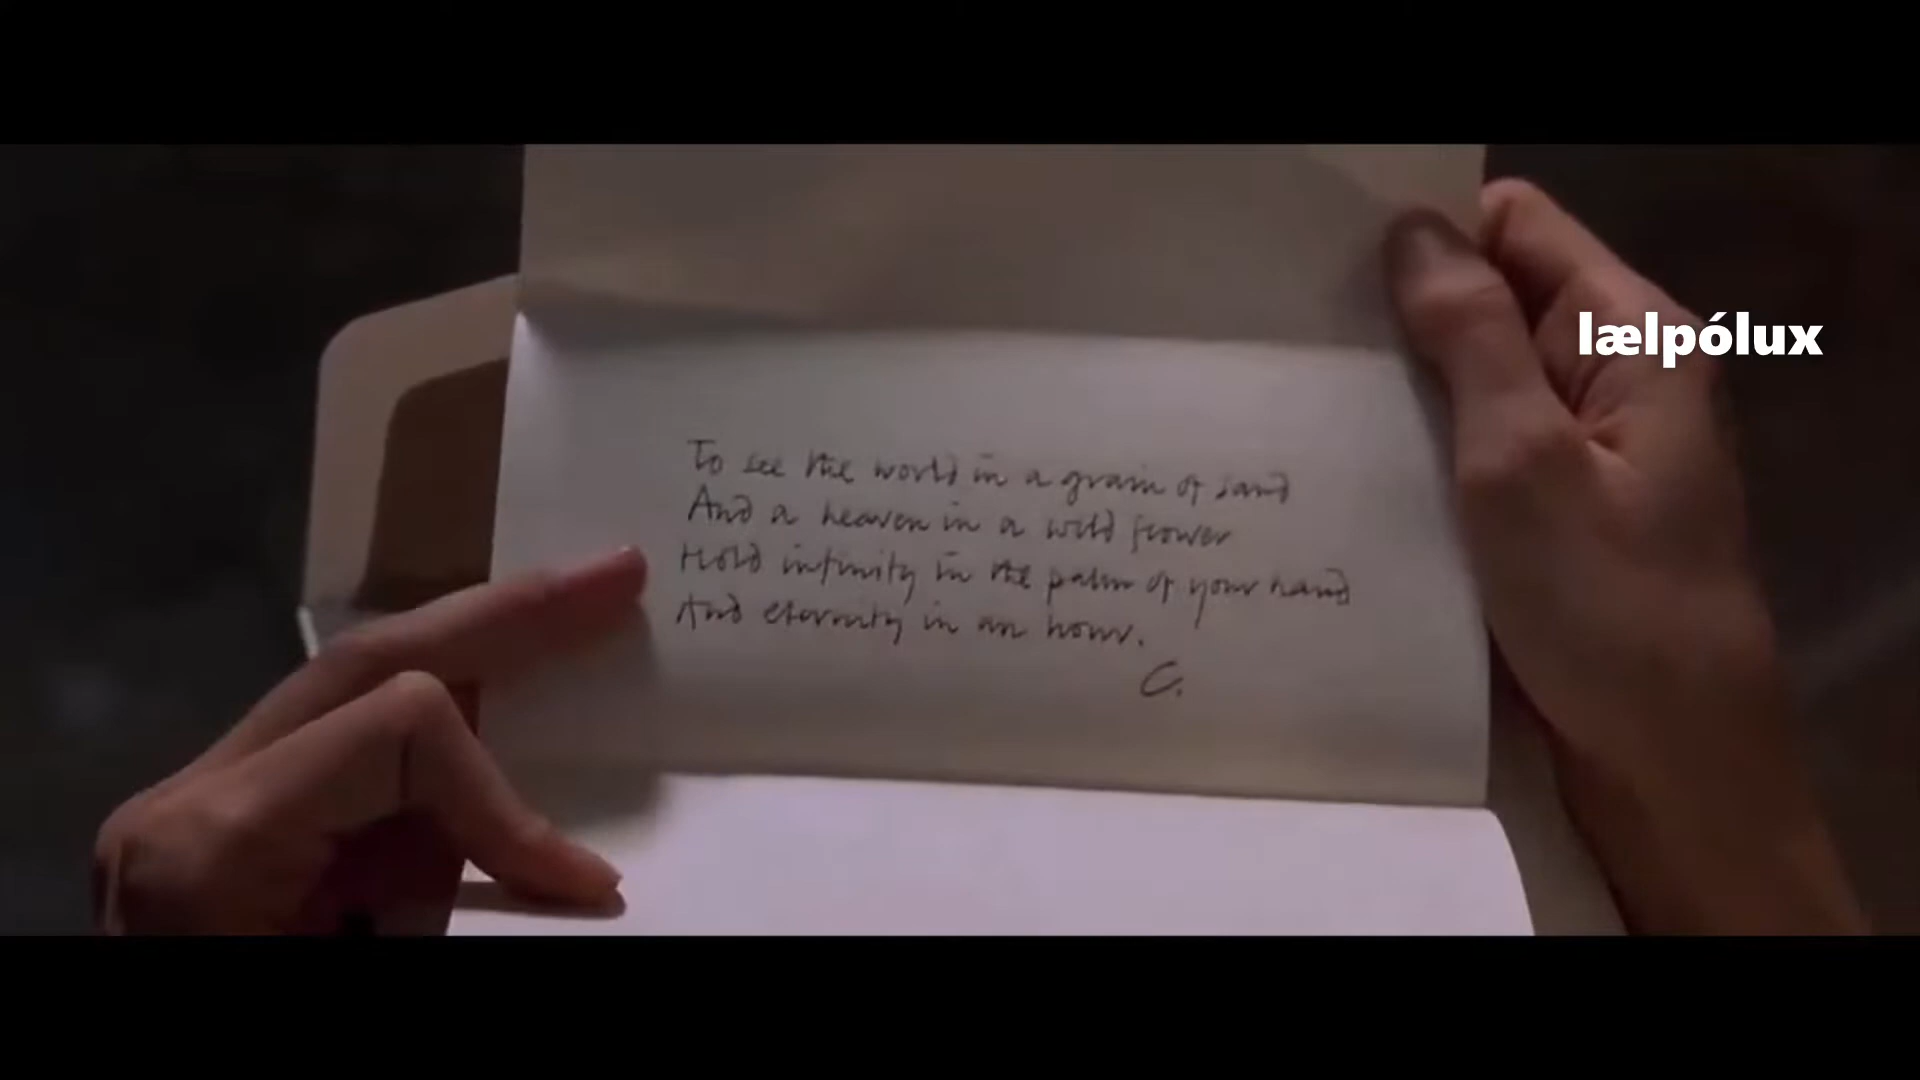 lælpólux
To see the world in a grain of sand
And a heaven in a wild flower
Hold infinity in the palm of your hand
And eternity in an hour.
C.